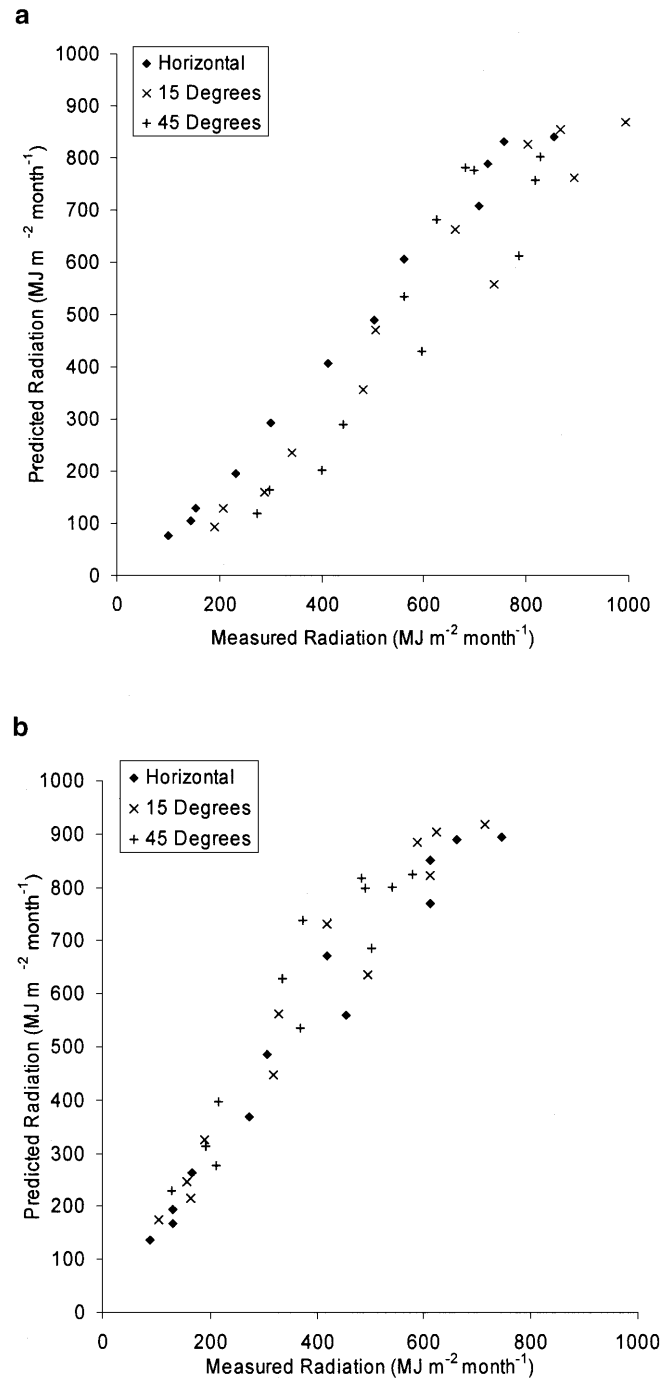 a
1000
900
800
700
600
500
400
300
200
100
0
Predicted Radiation (MJ m -2 month-1)
Horizontal
15 Degrees
45 Degrees
0 200 400 600 800 1000
Measured Radiation (MJ m-2 month-1)
b
1000
900
800
700
600
500
400
300
200
100
0
Predicted Radiation (MJ m -2 month-1)
Horizontal
15 Degrees
45 Degrees
0 200 400 600 800 1000
Measured Radiation (MJ m-2 month-1)